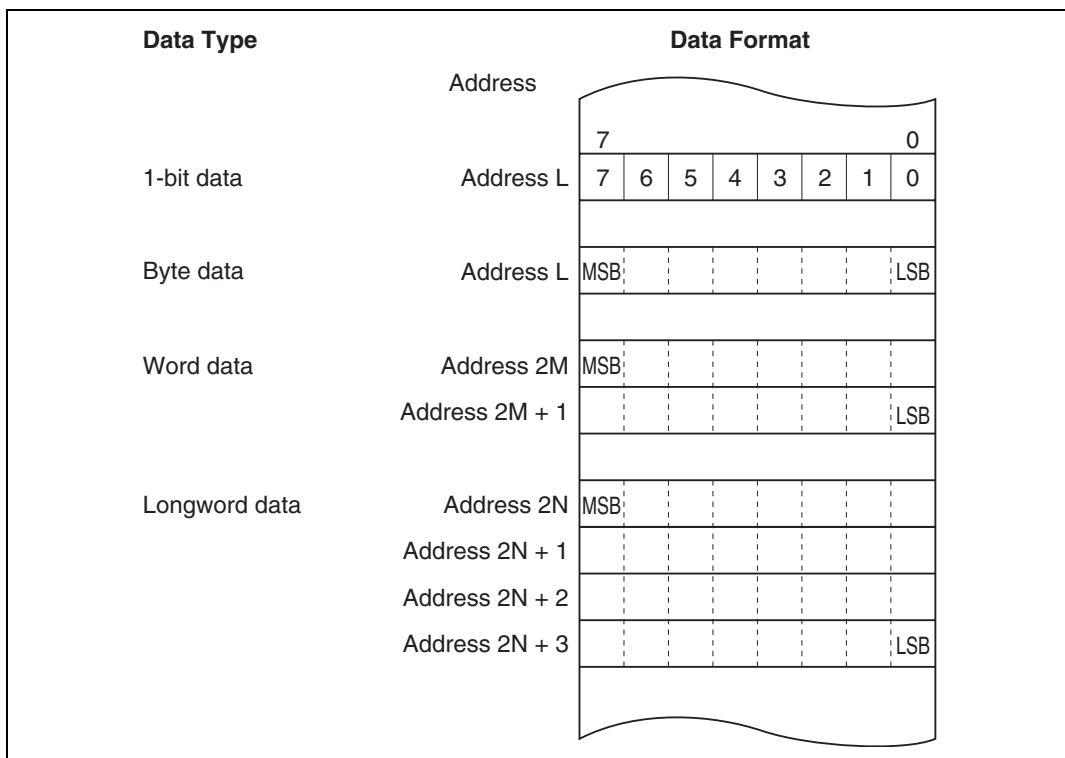 Data Type Data Format
Address
7 0
1-bit data Address L 7 6 5 4 3 2 1 0
Byte data Address L MSB LSB
Word data Address 2M MSB
Address 2M + 1 LSB
Longword data Address 2N MSB
Address 2N + 1
Address 2N + 2
Address 2N + 3 LSB